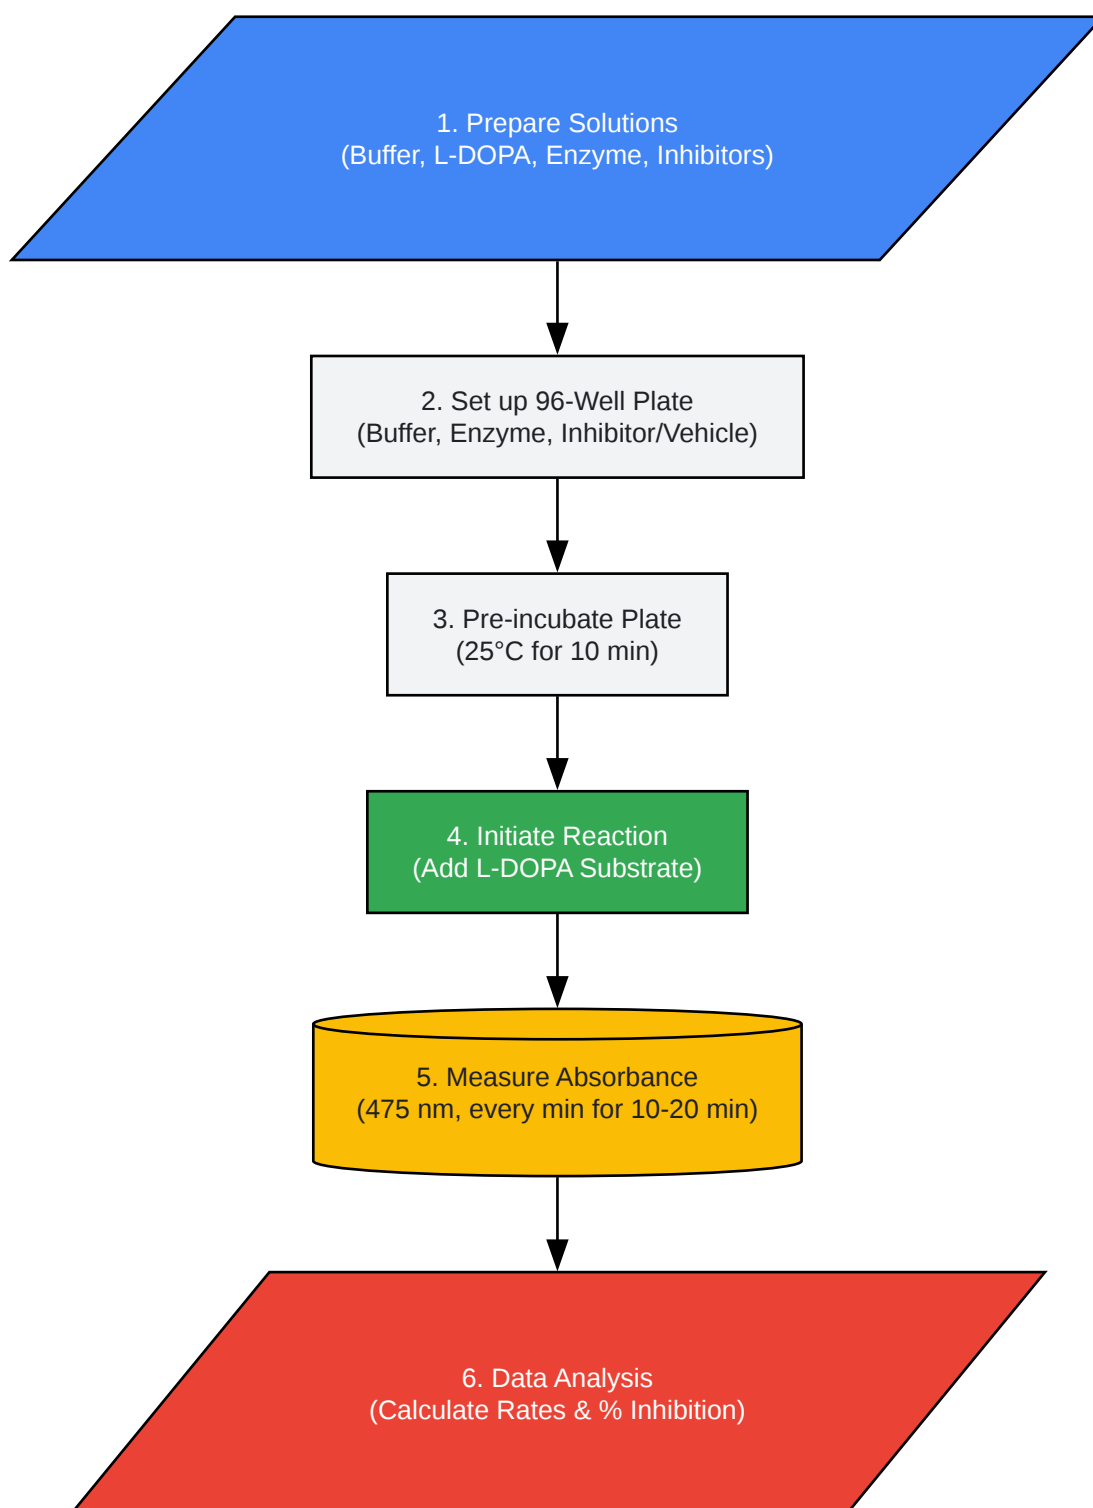 1. Prepare Solutions
(Buffer, L-DOPA, Enzyme, Inhibitors)
2. Set up 96-Well Plate
(Buffer, Enzyme, Inhibitor/Vehicle)
3. Pre-incubate Plate
(25°C for 10 min)
4. Initiate Reaction
(Add L-DOPA Substrate)
5. Measure Absorbance
(475 nm, every min for 10-20 min)
6. Data Analysis
(Calculate Rates & % Inhibition)